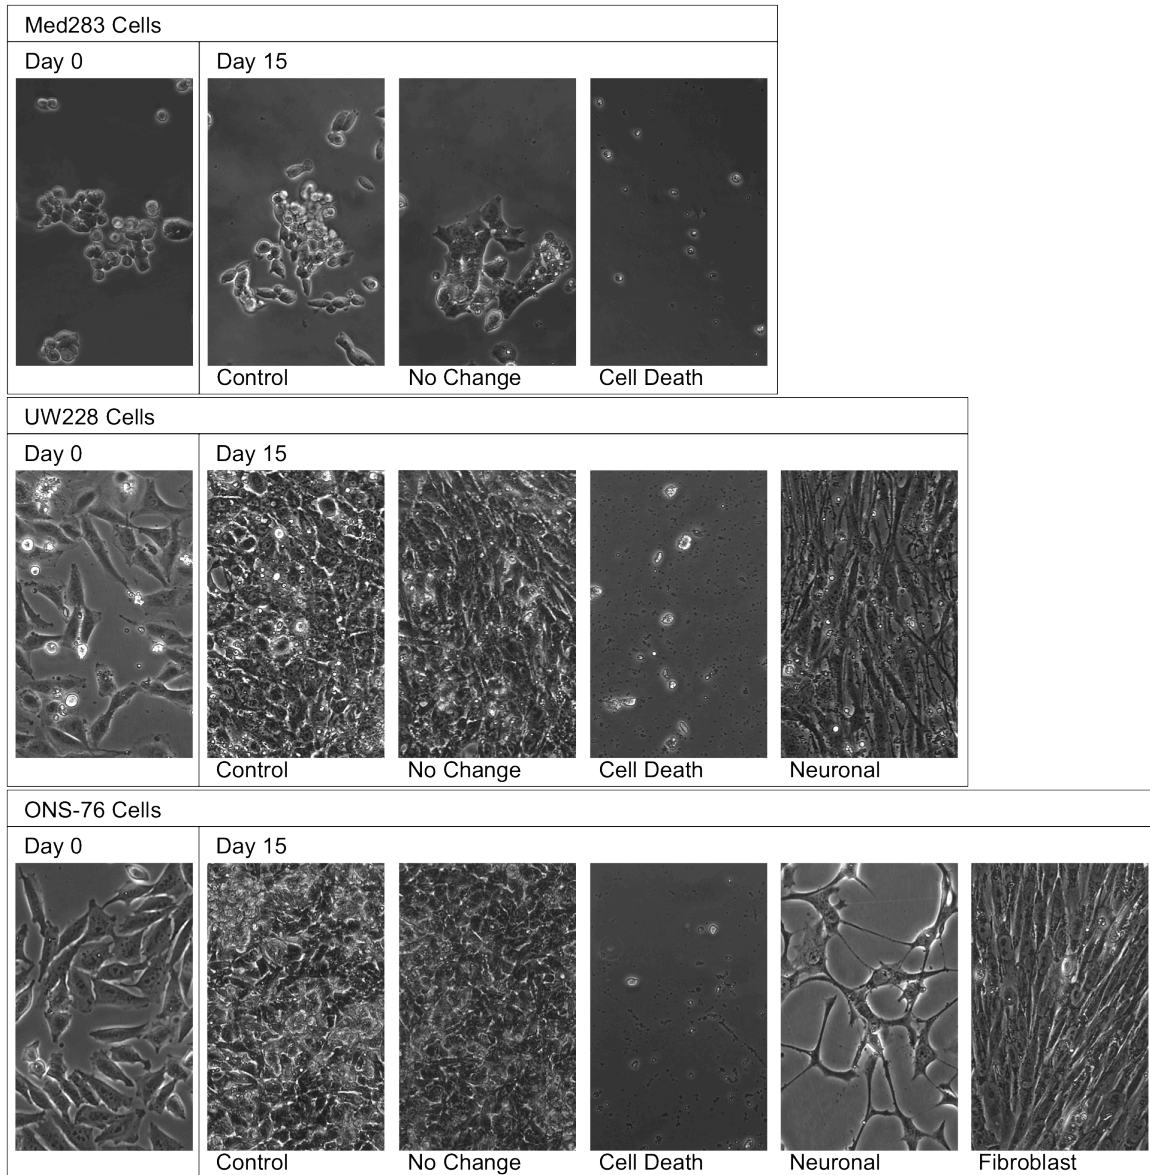 Med283 Cells
Day 0
Day 15
Control
No Change
Cell Death
UW228 Cells
Day 0
Day 15
Control
No Change
Cell Death
Neuronal
ONS-76 Cells
Day 0
Day 15
Control
No Change
Cell Death
Neuronal
Fibroblast